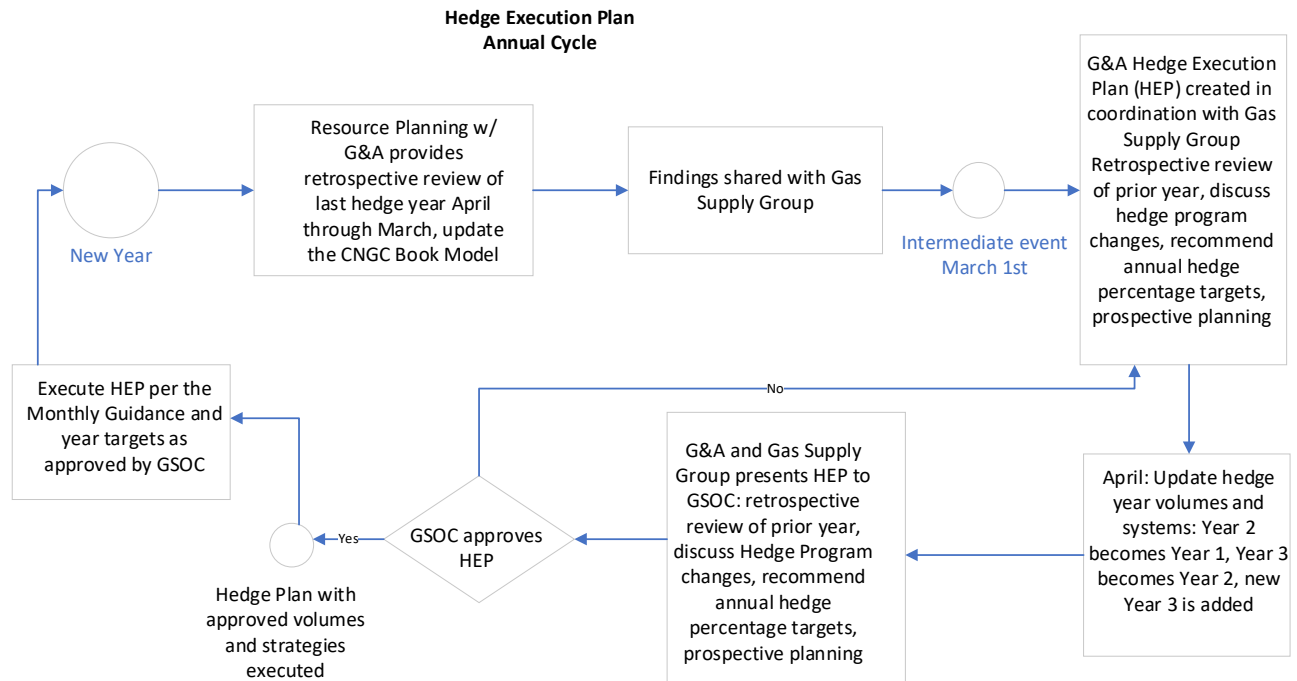 Hedge Execution Plan
Annual Cycle
Resource Planning w/
G&A provides
retrospective review of
last hedge year April
through March, update
the CNGC Book Model
Findings shared with Gas
Supply Group
G&A Hedge Execution
Plan (HEP) created in
coordination with Gas
Supply Group
Retrospective review
of prior year, discuss
hedge program
changes, recommend
annual hedge
percentage targets,
prospective planning
New Year
Intermediate event
March 1st
Execute HEP per the
Monthly Guidance and
year targets as
approved by GSOC
No
G&A and Gas Supply
Group presents HEP to
GSOC: retrospective
review of prior year,
discuss Hedge Program
changes, recommend
annual hedge
percentage targets,
prospective planning
April: Update hedge
year volumes and
systems: Year 2
becomes Year 1, Year 3
becomes Year 2, new
Year 3 is added
GSOC approves
HEP
Yes
Hedge Plan with
approved volumes
and strategies
executed